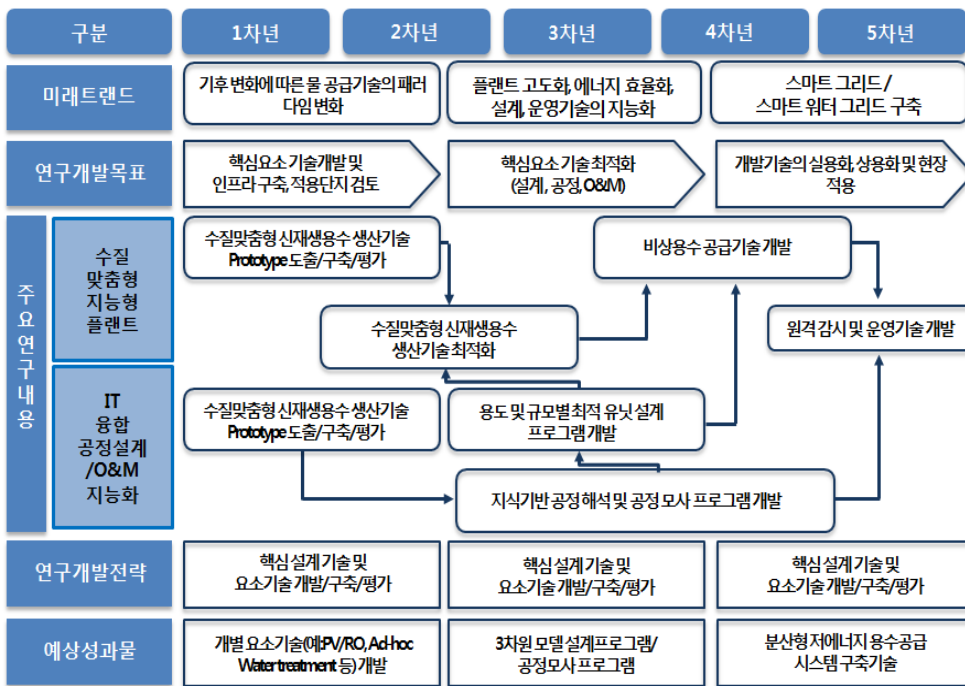 구분
1차년
2차년
3차년
4차년
5차년
미래트랜드
기후 변화에 따른 물 공급기술의 패러
다임 변화
플랜트 고도화, 에너지 효율화,
설계, 운영기술의 지능화
스마트 그리드 /
스마트 워터 그리드 구축
연구개발목표
핵심요소 기술개발 및
인프라 구축, 적용단지 검토
핵심요소 기술 최적화
(설계, 공정, O&M)
개발기술의 실용화, 상용화 및 현장
적용
주요연구내용
수질
맞춤형
지능형
플랜트
수질맞춤형 신재생용수 생산기술
Prototype 도출/구축/평가
비상용수 공급기술 개발
수질맞춤형 신재생용수
생산기술 최적화
원격 감시 및 운영기술 개발
IT
융합
공정설계
/O&M
지능화
수질맞춤형 신재생용수 생산기술
Prototype 도출/구축/평가
용도 및 규모별 최적 유닛 설계
프로그램 개발
지식기반 공정 해석 및 공정 모사 프로그램 개발
연구개발전략
핵심 설계 기술 및
요소기술 개발/구축/평가
핵심 설계 기술 및
요소기술 개발/구축/평가
핵심 설계 기술 및
요소기술 개발/구축/평가
예상성과물
개별 요소기술(예:PV/RO, Ad-hoc
Water treatment 등) 개발
3차원 모델 설계프로그램/
공정모사 프로그램
분산형 저에너지 용수공급
시스템 구축기술